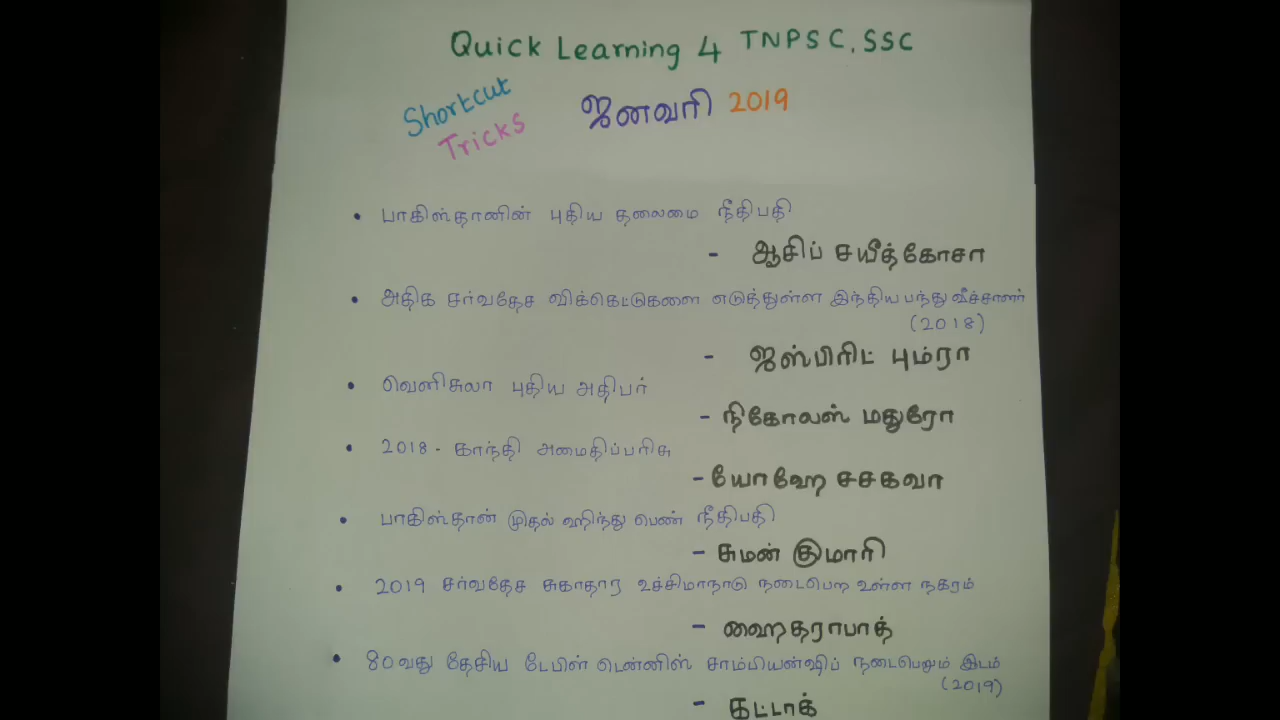 Quick Learning 4 TNPSC, SSC
Shortcut
Tricks
ஜனவரி 2019
• பாகிஸ்தானின் புதிய தலைமை நீதிபதி
- ஆசிப் சயீத்கோசா
• அதிக சர்வதேச விக்கெட்டுகளை எடுத்துள்ள இந்திய பந்து வீச்சாளர்
(2018)
- ஜஸ்பிரிட் பும்ரா
• வெனிசுலா புதிய அதிபர்
- நிகோலஸ் மதுரோ
• 2018 - காந்தி அமைதிப்பரிசு
- யோஹே சசகவா
• பாகிஸ்தான் முதல் ஹிந்து பெண் நீதிபதி
- சுமன் குமாரி
• 2019 சர்வதேச சுகாதார உச்சிமாநாடு நடைபெற உள்ள நகரம்
- ஹைதராபாத்
• 80 வது தேசிய டேபிள் டென்னிஸ் சாம்பியன்ஷிப் நடைபெறும் இடம்
(2019)
- கட்டாக்